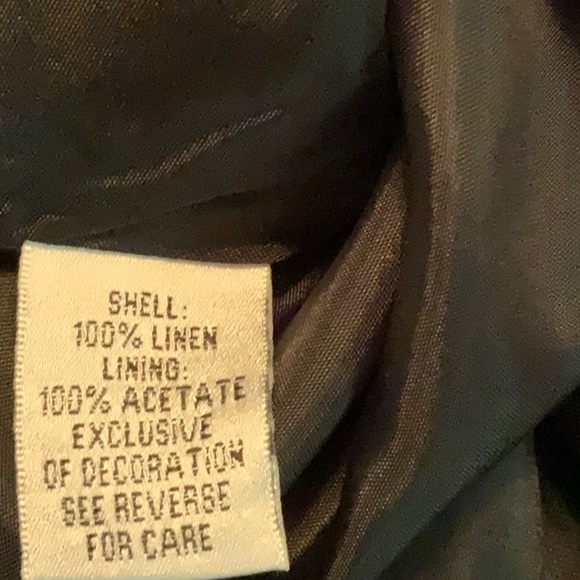 SHELL:
100% LINEN
LINING:
100% ACETATE
EXCLUSIVE
OF DECORATION
SEE REVERSE
FOR CARE